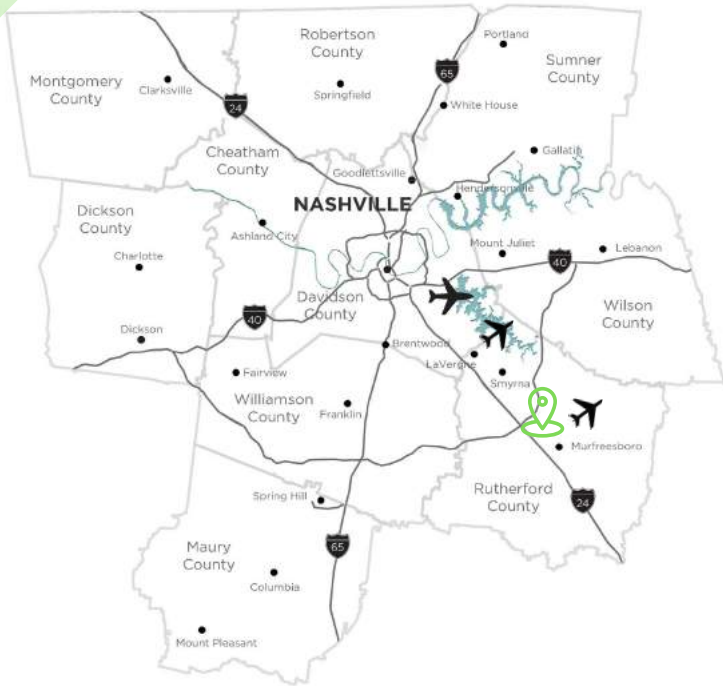 Robertson
County
Portland
Sumner
County
65
Montgomery
County
Clarksville
Springfield
White House
24
Cheatham
County
Gallatin
Goodlettsville
Hendersonville
NASHVILLE
Dickson
County
Ashland City
Mount Juliet
Lebanon
Charlotte
40
Davidson
County
Wilson
County
40
Dickson
Brentwood
LaVergne
Fairview
Smyrna
Williamson
County
Franklin
Murfreesboro
Spring Hill
Rutherford
County
24
65
Maury
County
Columbia
Mount Pleasant